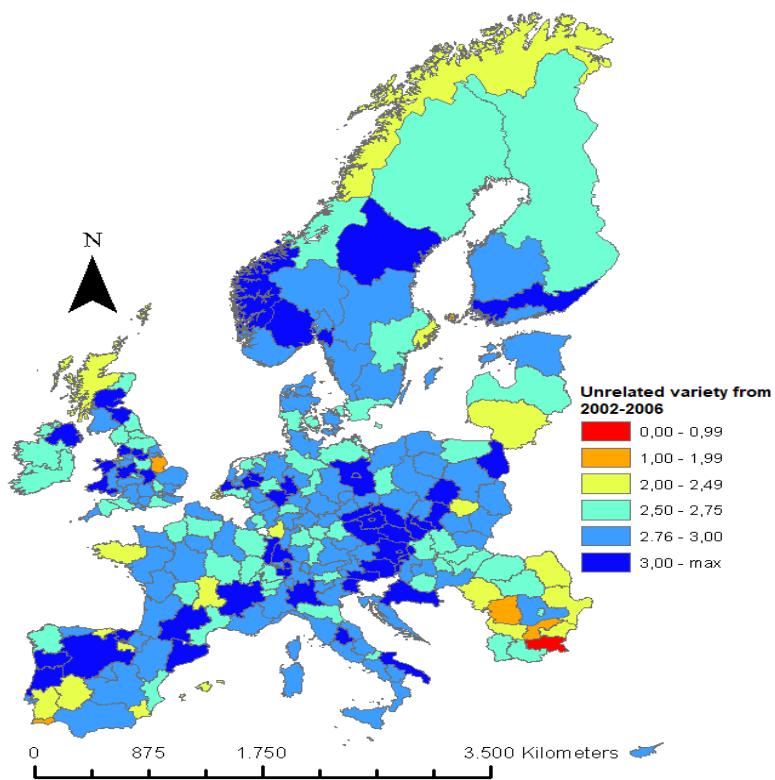 N
Unrelated variety from
2002-2006
0,00 - 0,99
1,00 - 1,99
2,00 - 2,49
2,50 - 2,75
2.76 - 3,00
3,00 - max
0 875 1.750 3.500 Kilometers